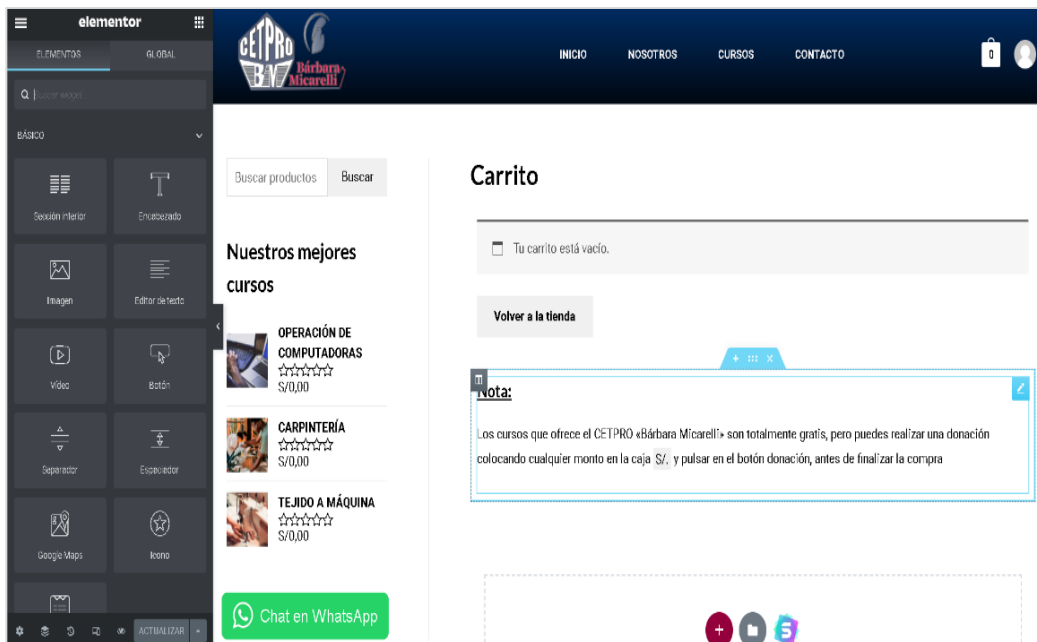 elementor
ELEMENTOS
GLOBAL
BÁSICO
Sección interior
Encabezado
Imagen
Editor de texto
Vídeo
Botón
Separador
Espaciador
Google Maps
Icono
ACTUALIZAR
CETPRO
BM
Bárbara
Micarelli
INICIO
NOSOTROS
CURSOS
CONTACTO
0
Buscar productos
Buscar
Nuestros mejores
cursos
OPERACIÓN DE
COMPUTADORAS
S/0,00
CARPINTERÍA
S/0,00
TEJIDO A MÁQUINA
S/0,00
Chat en WhatsApp
Carrito
Tu carrito está vacío.
Volver a la tienda
Nota:
Los cursos que ofrece el CETPRO «Bárbara Micarelli» son totalmente gratis, pero puedes realizar una donación
colocando cualquier monto en la caja S/. y pulsar en el botón donación, antes de finalizar la compra